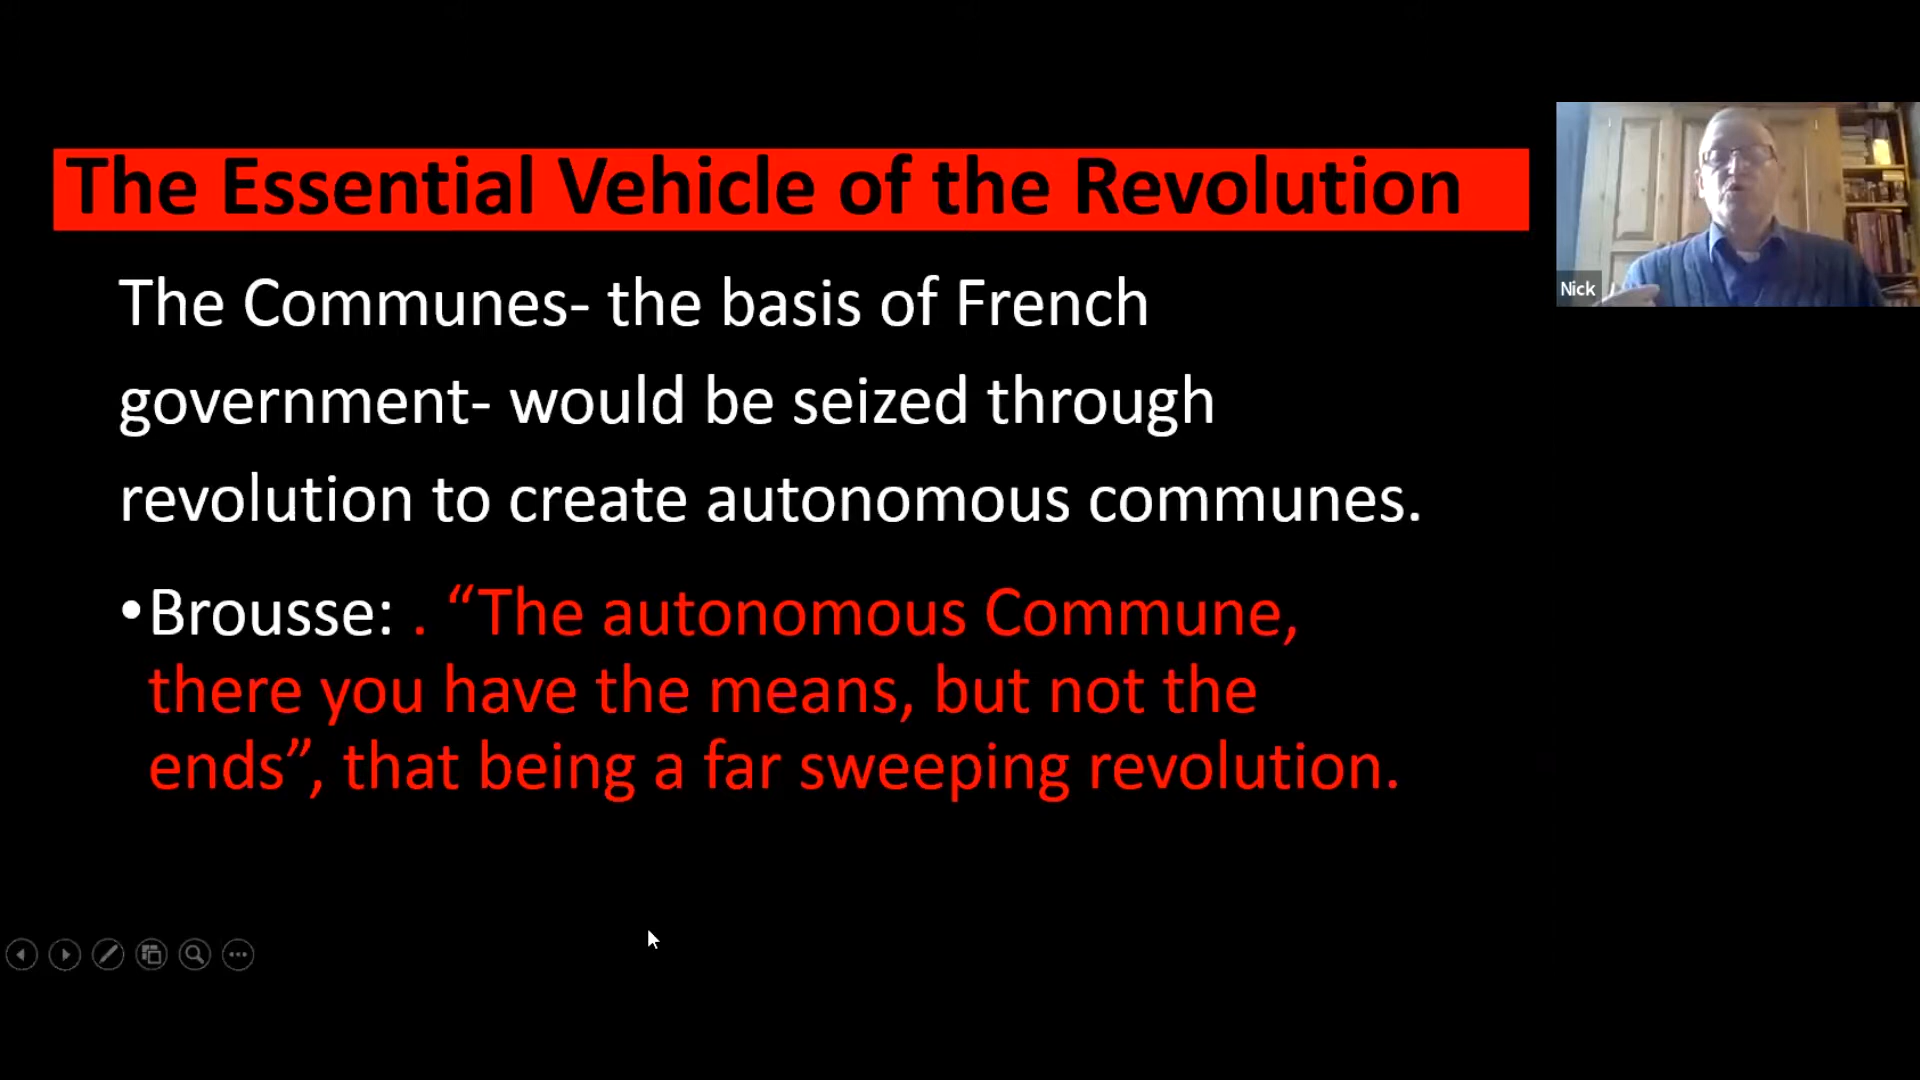 The Essential Vehicle of the Revolution
The Communes- the basis of French
government- would be seized through
revolution to create autonomous communes.
•Brousse: . “The autonomous Commune,
there you have the means, but not the
ends”, that being a far sweeping revolution.
Nick